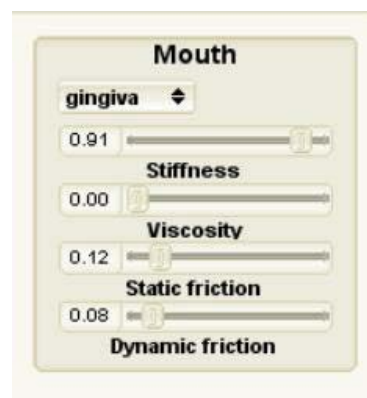 Mouth
gingiva
0.91
Stiffness
0.00
Viscosity
0.12
Static friction
0.08
Dynamic friction